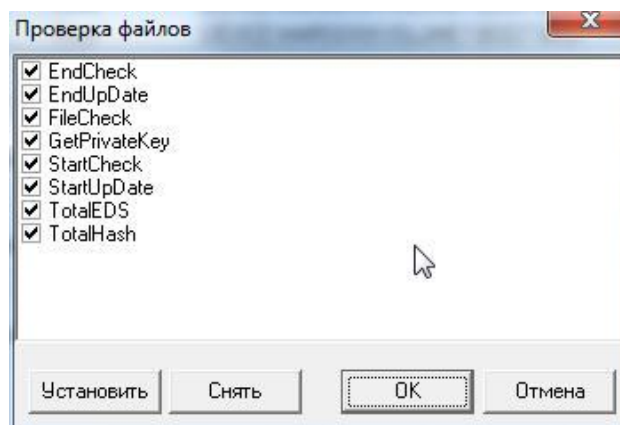 Проверка файлов
EndCheck
EndUpDate
FileCheck
GetPrivateKey
StartCheck
StartUpDate
TotalEDS
TotalHash
Установить Снять OK Отмена